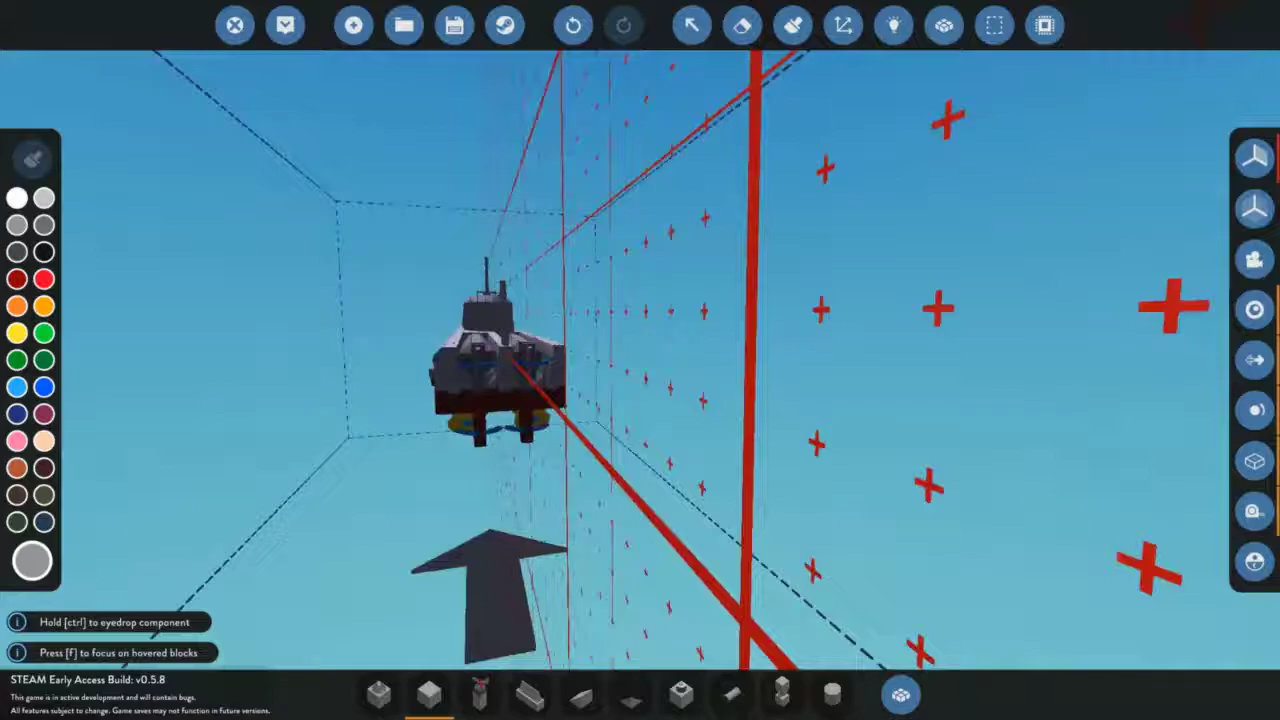 Hold [ctrl] to eyedrop component
Press [f] to focus on hovered blocks
STEAM Early Access Build: v0.5.8
This game is in active development and will contain bugs.
All features subject to change. Game saves may not function in future versions.